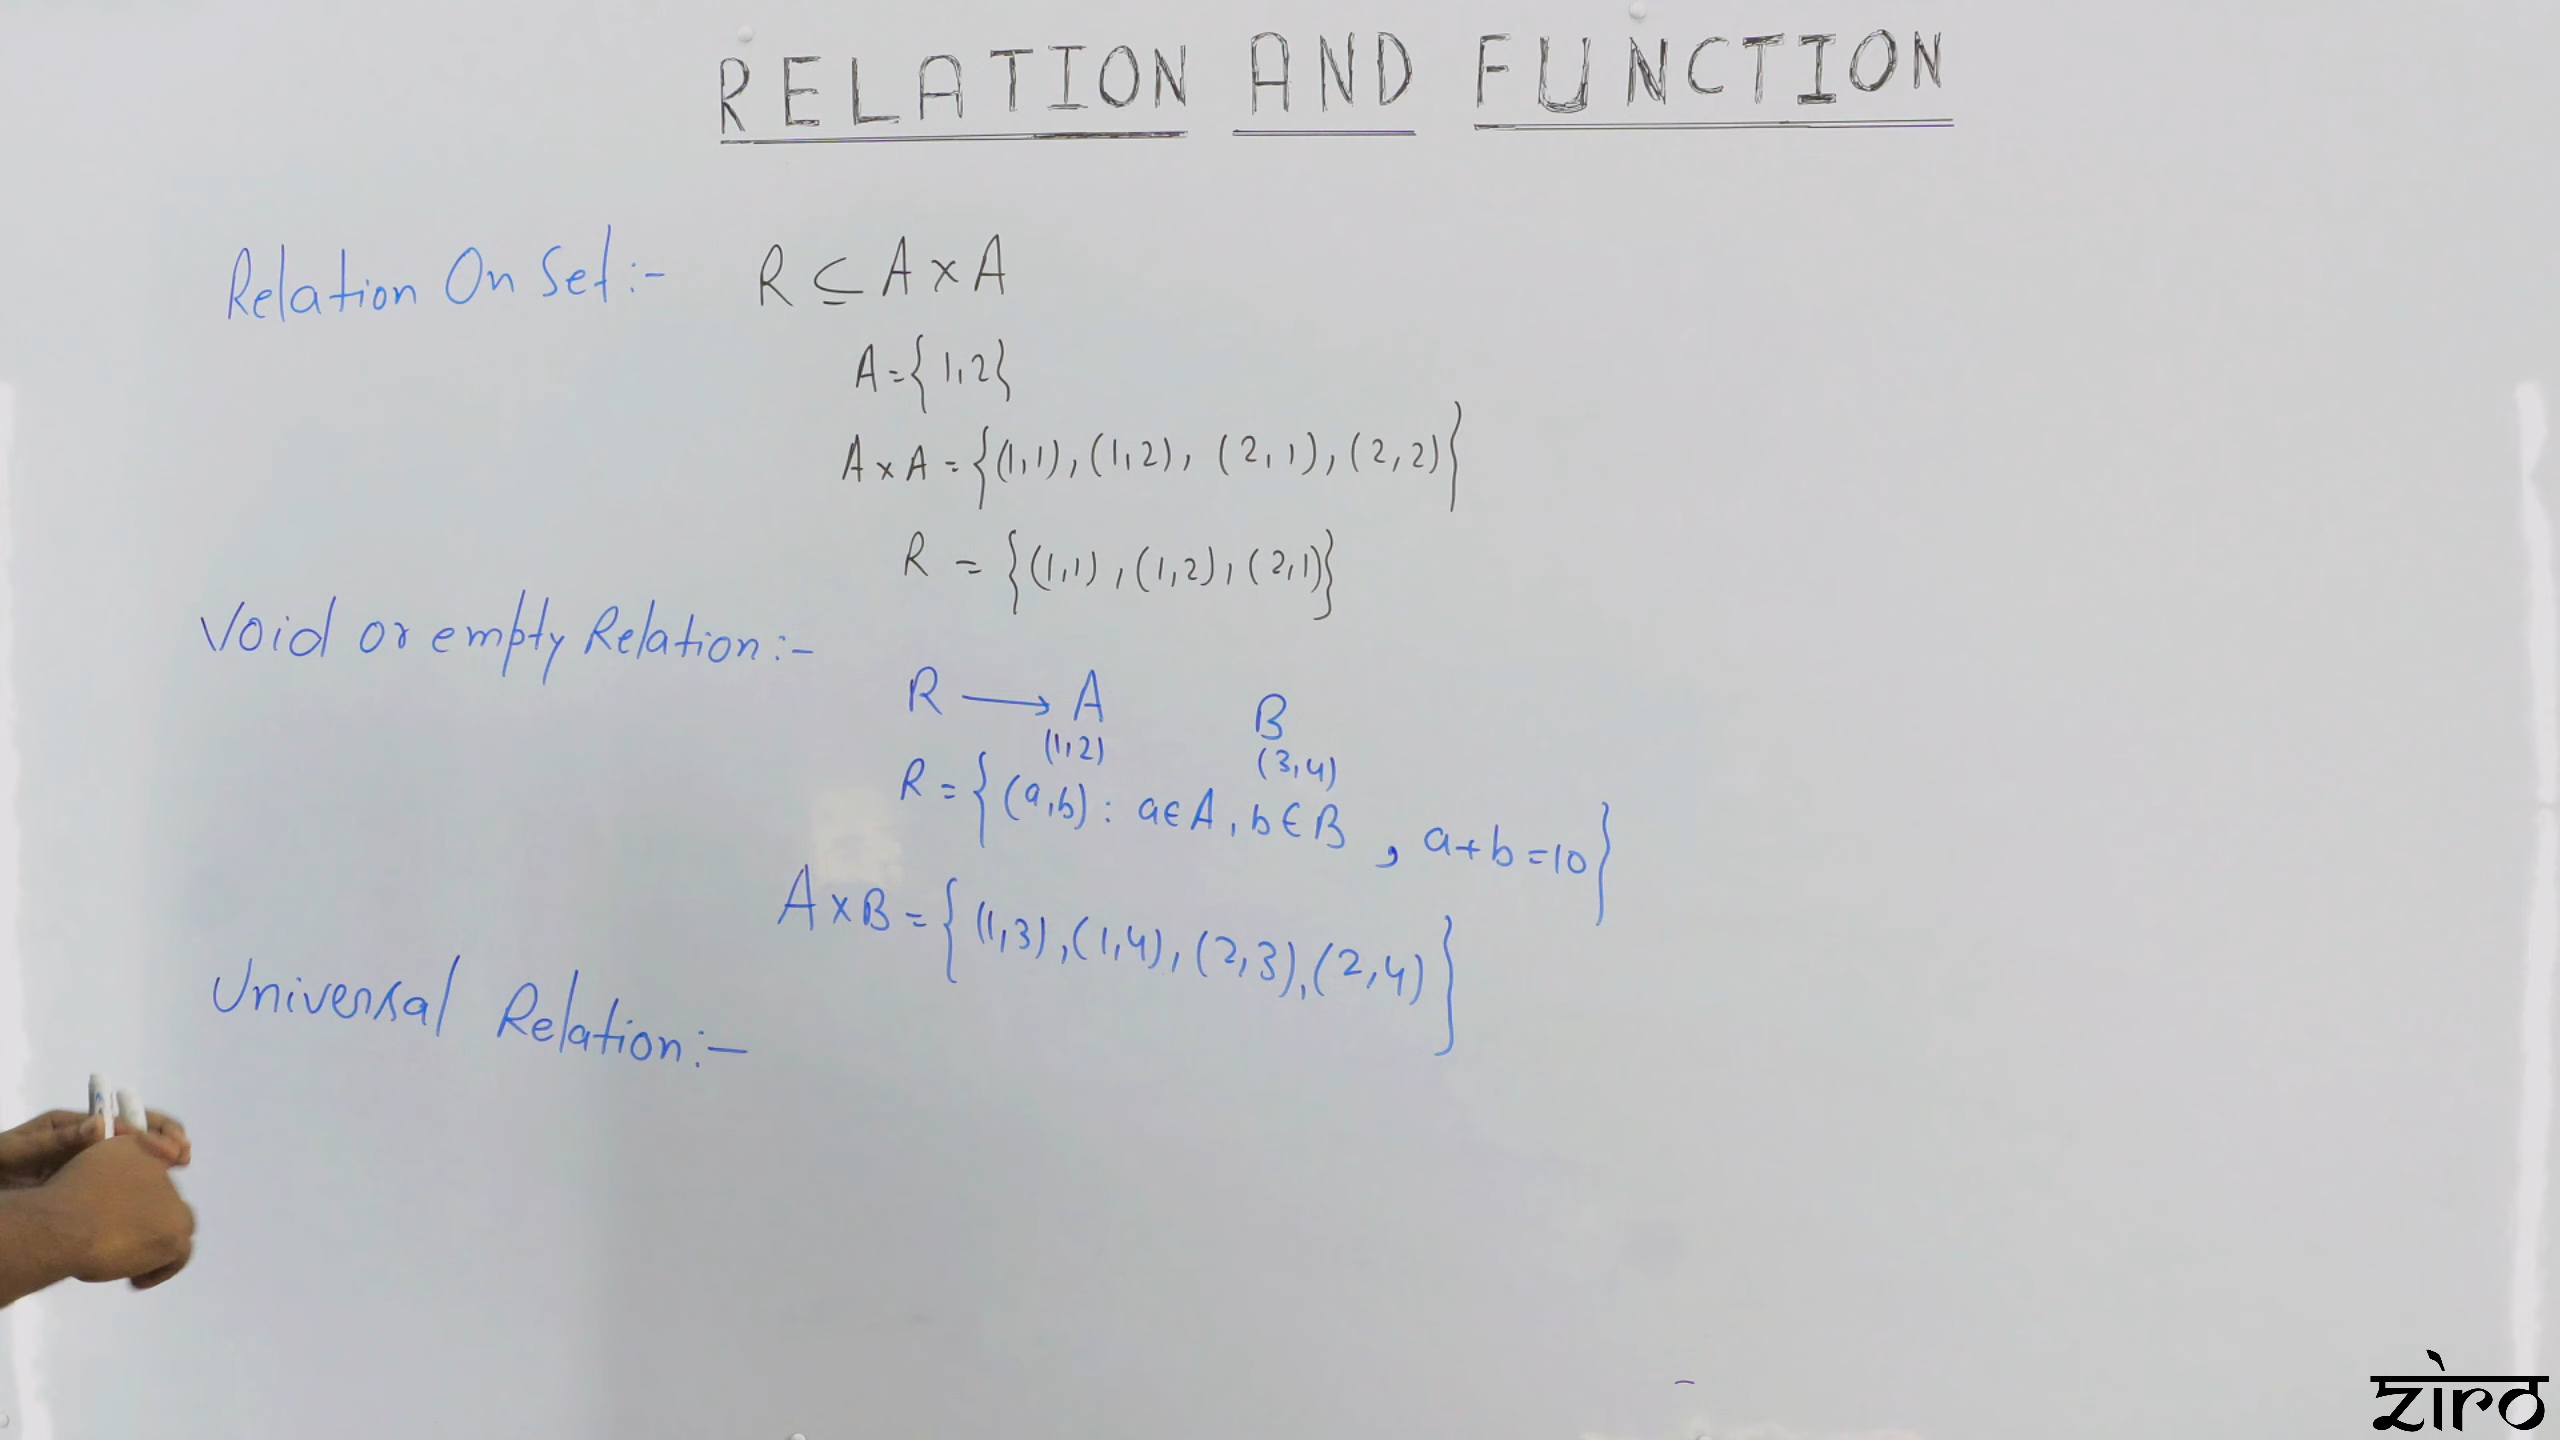 RELATION AND FUNCTION
Relation On Set :- R ⊆ A × A
A = { 1, 2 }
A × A = { (1,1), (1,2), (2,1), (2,2) }
R = { (1,1), (1,2), (2,1) }
Void or empty Relation :-
R ⟶ A B
(1,2) (3,4)
R = { (a,b) : a ∈ A, b ∈ B , a+b=10 }
A × B = { (1,3), (1,4), (2,3), (2,4) }
Universal Relation :-
ziro